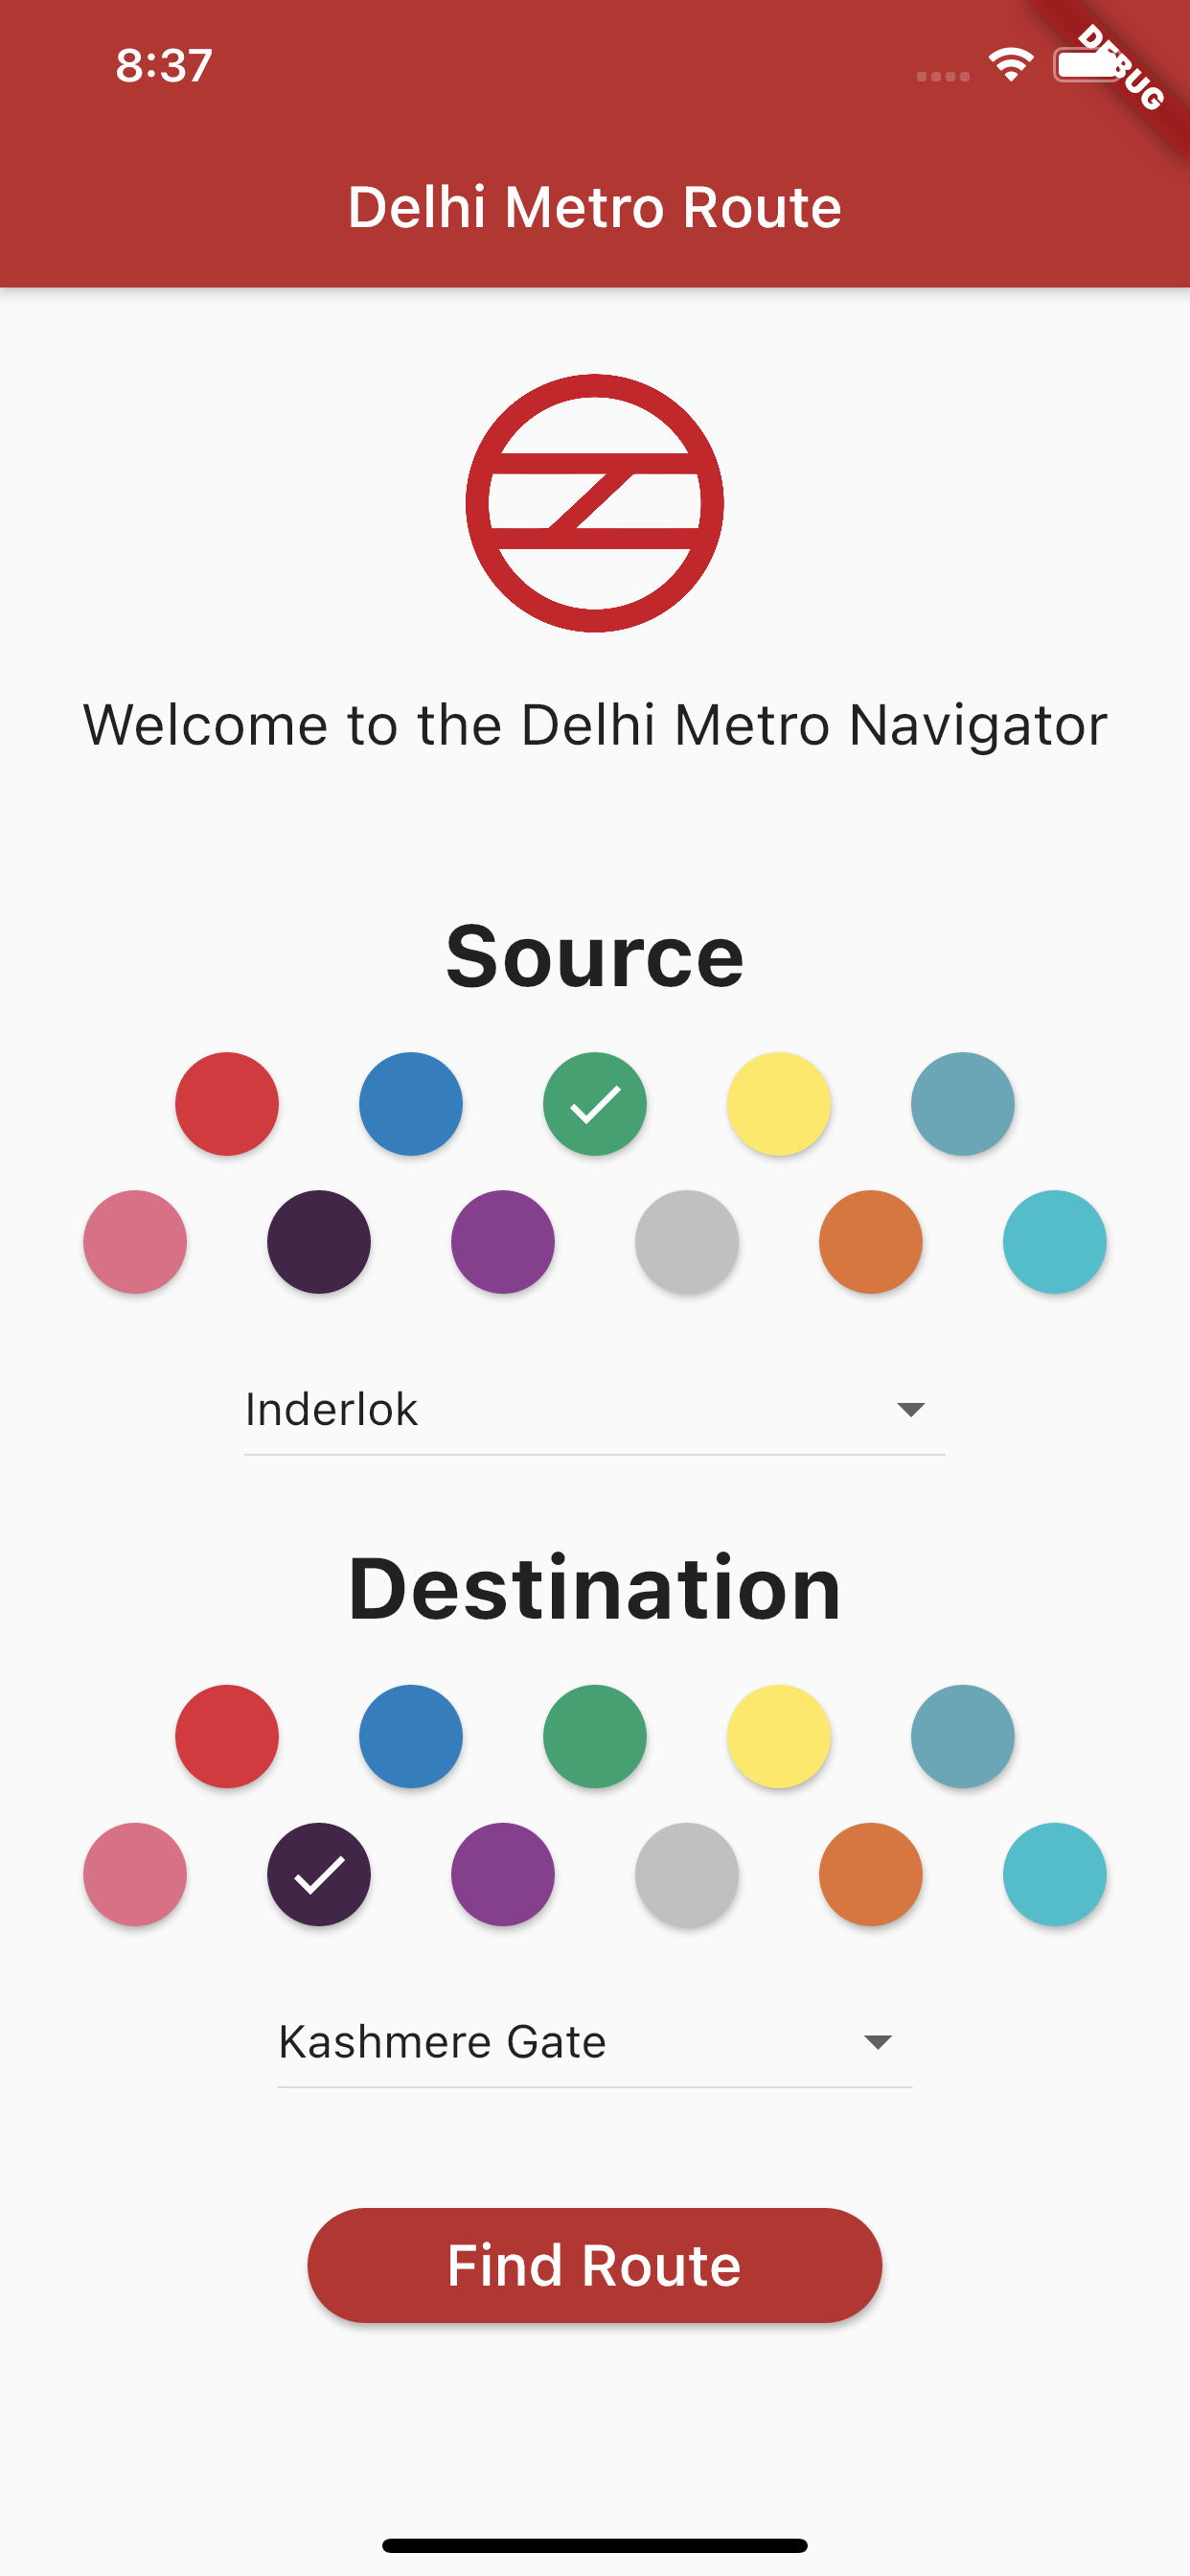 8:37
DEBUG
Delhi Metro Route
Welcome to the Delhi Metro Navigator
Source
Inderlok
Destination
Kashmere Gate
Find Route